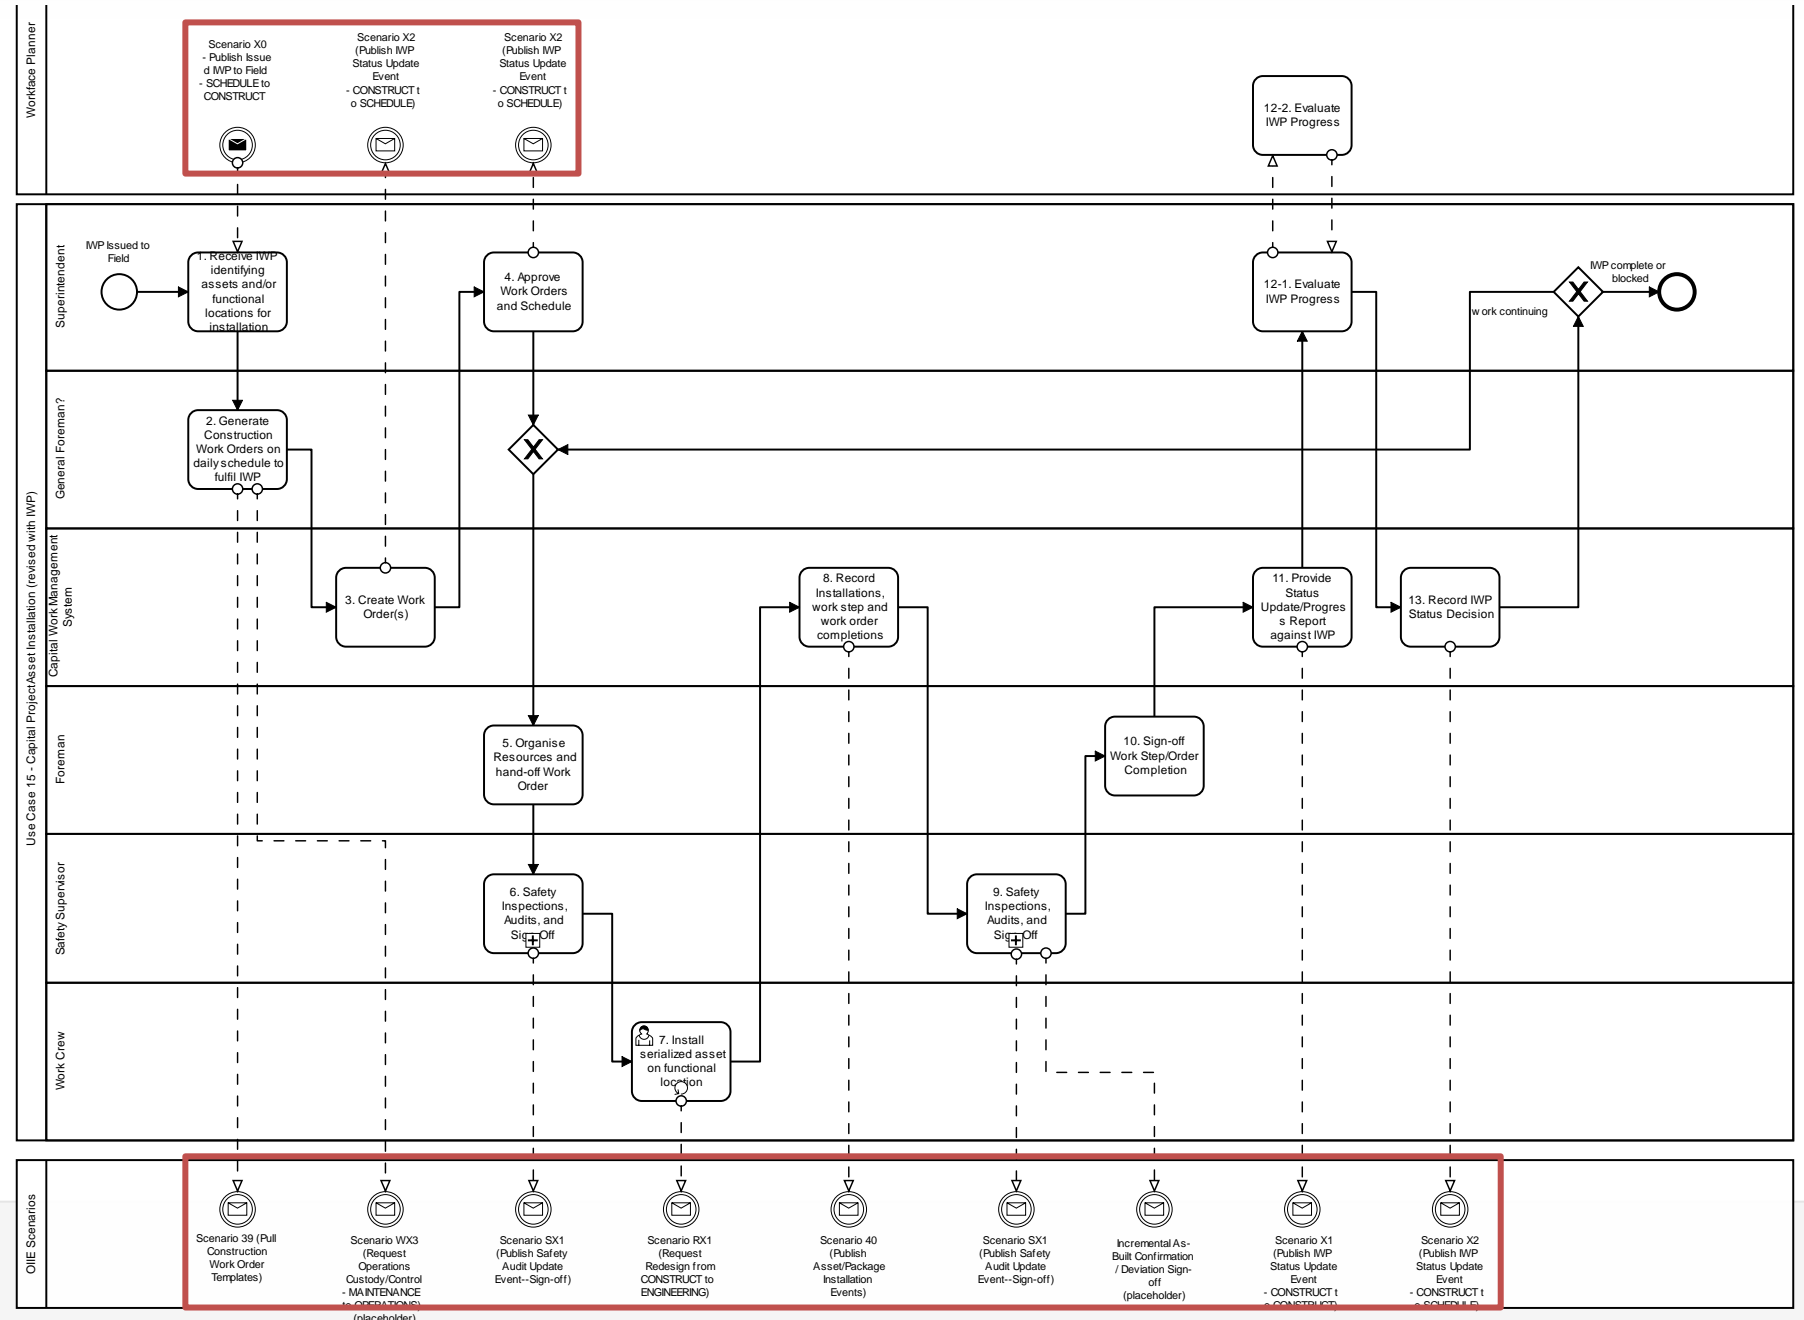 Workface Planner
Scenario X0
- Publish Issue
d IWP to Field
- SCHEDULE to
CONSTRUCT
Scenario X2
(Publish IWP
Status Update
Event
- CONSTRUCT t
o SCHEDULE)
Scenario X2
(Publish IWP
Status Update
Event
- CONSTRUCT t
o SCHEDULE)
12-2. Evaluate
IWP Progress
Use Case 15 - Capital Project Asset Installation (revised with IWP)
Superintendent
IWP Issued to
Field
1. Receive IWP
identifying
assets and/or
functional
locations for
installation
4. Approve
Work Orders
and Schedule
12-1. Evaluate
IWP Progress
work continuing
X
IWP complete or
blocked
General Foreman?
2. Generate
Construction
Work Orders on
daily schedule to
fulfil IWP
X
Capital Work Management
System
3. Create Work
Order(s)
8. Record
Installations,
work step and
work order
completions
11. Provide
Status
Update/Progres
s Report
against IWP
13. Record IWP
Status Decision
Foreman
5. Organise
Resources and
hand-off Work
Order
10. Sign-off
Work Step/Order
Completion
Safety Supervisor
6. Safety
Inspections,
Audits, and
Sign-Off
9. Safety
Inspections,
Audits, and
Sign-Off
Work Crew
7. Install
serialized asset
on functional
location
OIIE Scenarios
Scenario 39 (Pull
Construction
Work Order
Templates)
Scenario WX3
(Request
Operations
Custody/Control
- MAINTENANCE
to OPERATIONS)
(placeholder)
Scenario SX1
(Publish Safety
Audit Update
Event--Sign-off)
Scenario RX1
(Request
Redesign from
CONSTRUCT to
ENGINEERING)
Scenario 40
(Publish
Asset/Package
Installation
Events)
Scenario SX1
(Publish Safety
Audit Update
Event--Sign-off)
Incremental As-
Built Confirmation
/ Deviation Sign-
off
(placeholder)
Scenario X1
(Publish IWP
Status Update
Event
- CONSTRUCT t
o CONSTRUCT)
Scenario X2
(Publish IWP
Status Update
Event
- CONSTRUCT t
o SCHEDULE)